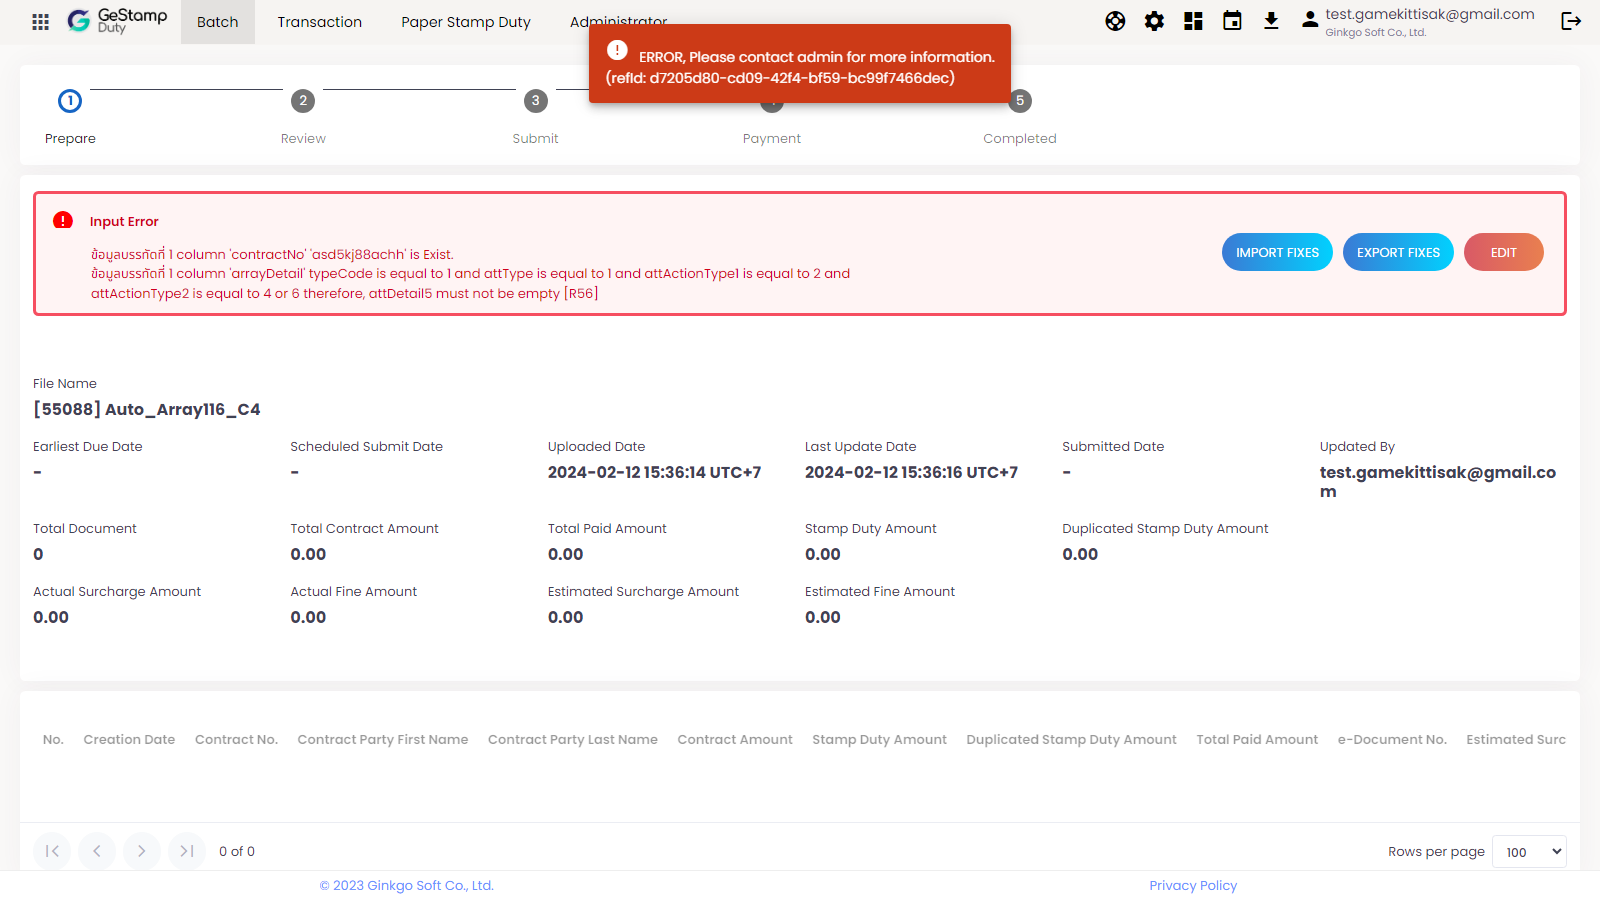 GeStamp
Duty
Batch
Transaction
Paper Stamp Duty
Administrator
test.gamekittisak@gmail.com
Ginkgo Soft Co., Ltd.
ERROR, Please contact admin for more information.
(refId: d7205d80-cd09-42f4-bf59-bc99f7466dec)
1
2
3
5
Prepare
Review
Submit
Payment
Completed
Input Error
ข้อมูลบรรทัดที่ 1 column 'contractNo' 'asd5kj88achh' is Exist.
ข้อมูลบรรทัดที่ 1 column 'arrayDetail' typeCode is equal to 1 and attType is equal to 1 and attActionType1 is equal to 2 and
attActionType2 is equal to 4 or 6 therefore, attDetail5 must not be empty [R56]
IMPORT FIXES
EXPORT FIXES
EDIT
File Name
[55088] Auto_Array116_C4
Earliest Due Date
Scheduled Submit Date
Uploaded Date
Last Update Date
Submitted Date
Updated By
-
-
2024-02-12 15:36:14 UTC+7
2024-02-12 15:36:16 UTC+7
-
test.gamekittisak@gmail.co
m
Total Document
Total Contract Amount
Total Paid Amount
Stamp Duty Amount
Duplicated Stamp Duty Amount
0
0.00
0.00
0.00
0.00
Actual Surcharge Amount
Actual Fine Amount
Estimated Surcharge Amount
Estimated Fine Amount
0.00
0.00
0.00
0.00
No.
Creation Date
Contract No.
Contract Party First Name
Contract Party Last Name
Contract Amount
Stamp Duty Amount
Duplicated Stamp Duty Amount
Total Paid Amount
e-Document No.
Estimated Surc
0 of 0
Rows per page
100
© 2023 Ginkgo Soft Co., Ltd.
Privacy Policy